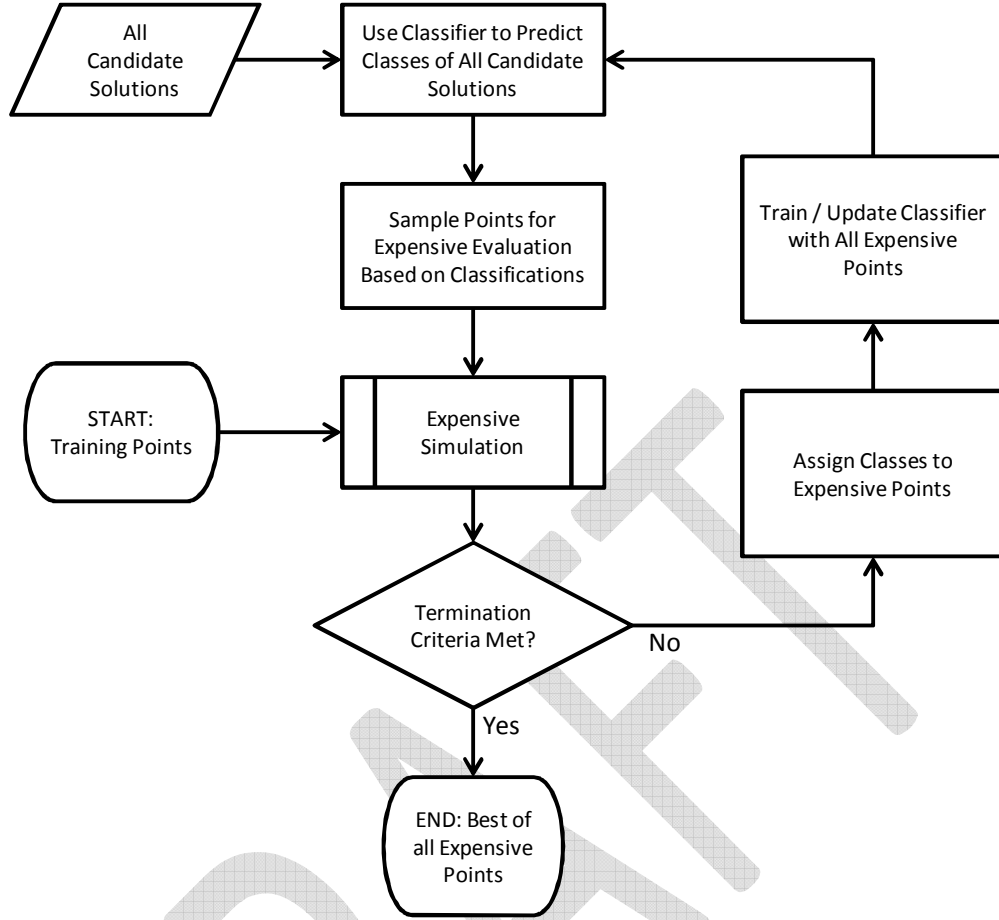 All
Candidate
Solutions
Use Classifier to Predict
Classes of All Candidate
Solutions
Sample Points for
Expensive Evaluation
Based on Classifications
Train / Update Classifier
with All Expensive
Points
START:
Training Points
Expensive
Simulation
Assign Classes to
Expensive Points
Termination
Criteria Met?
No
Yes
END: Best of
all Expensive
Points
DRAFT